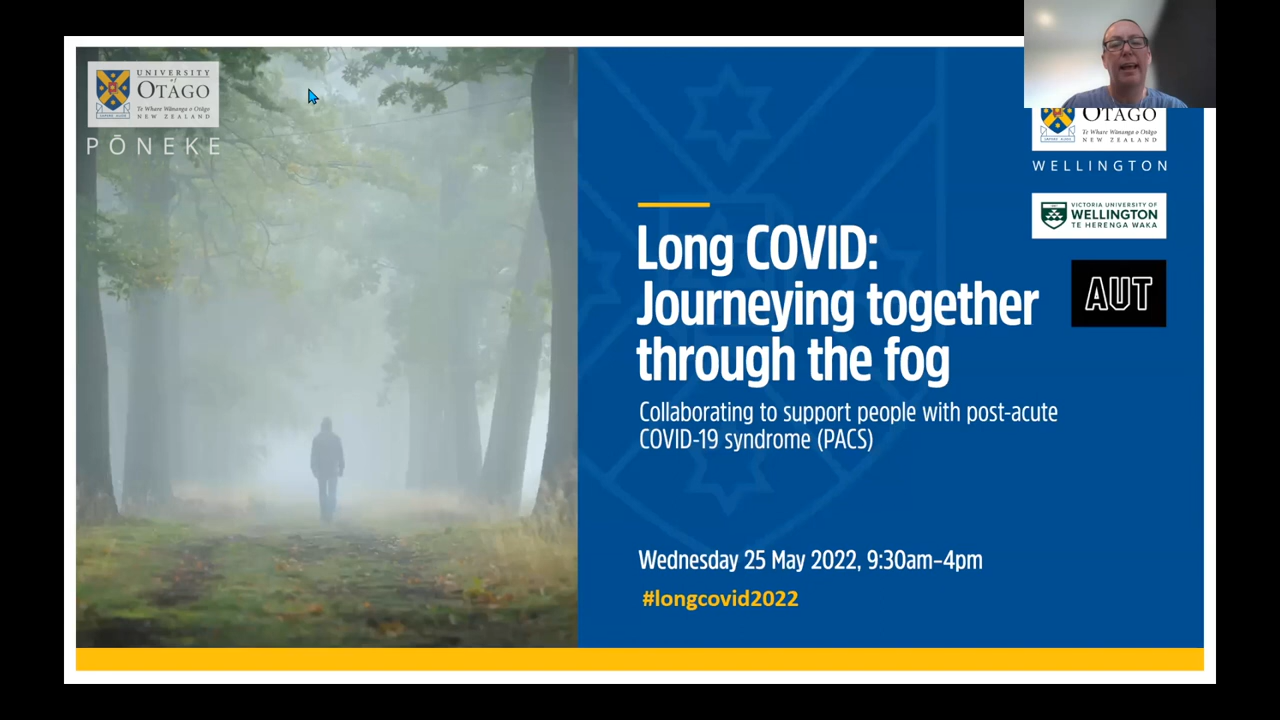 UNIVERSITY
of
OTAGO
Te Whare Wānanga o Otāgo
NEW ZEALAND
PŌNEKE
OTAGO
Te Whare Wānanga o Otāgo
NEW ZEALAND
WELLINGTON
VICTORIA UNIVERSITY OF
WELLINGTON
TE HERENGA WAKA
AUT
Long COVID:
Journeying together
through the fog
Collaborating to support people with post-acute
COVID-19 syndrome (PACS)
Wednesday 25 May 2022, 9:30am–4pm
#longcovid2022